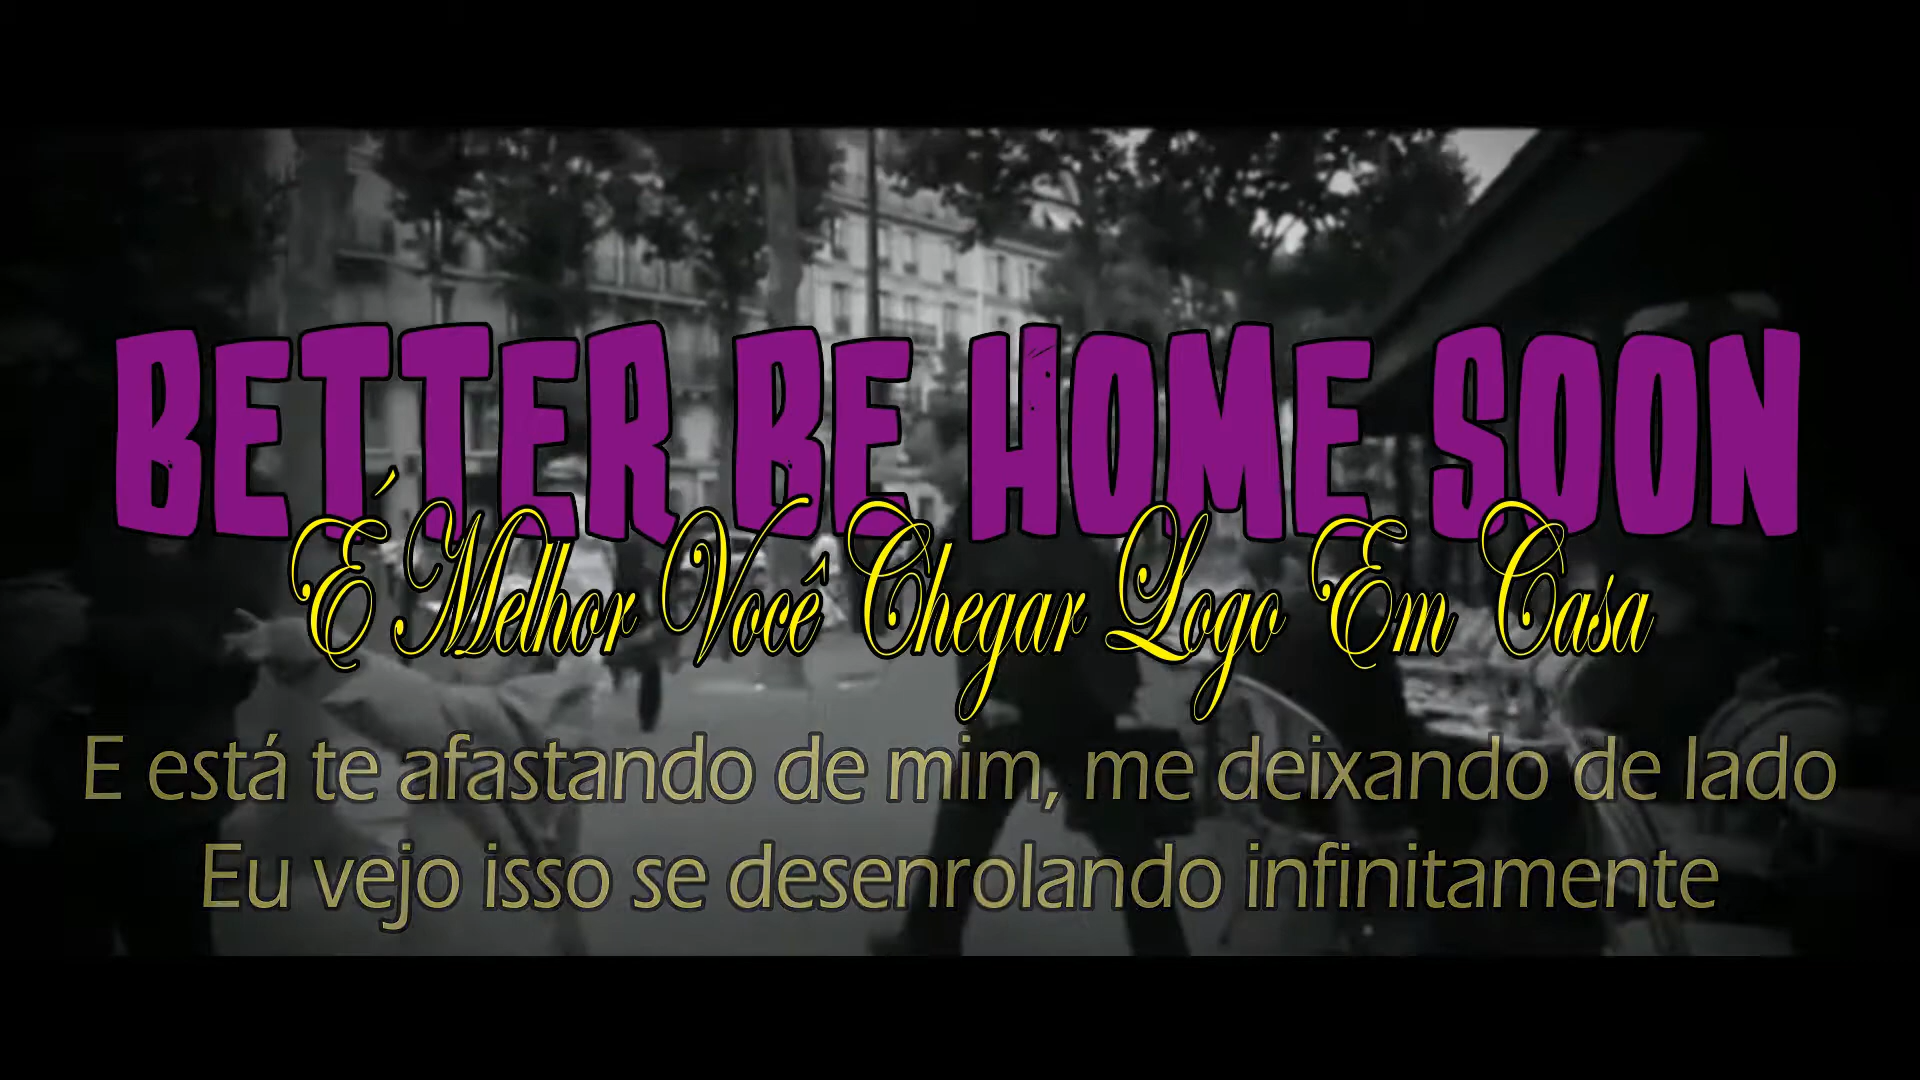 BETTER BE HOME SOON
É Melhor Você Chegar Logo Em Casa
E está te afastando de mim, me deixando de lado
Eu vejo isso se desenrolando infinitamente